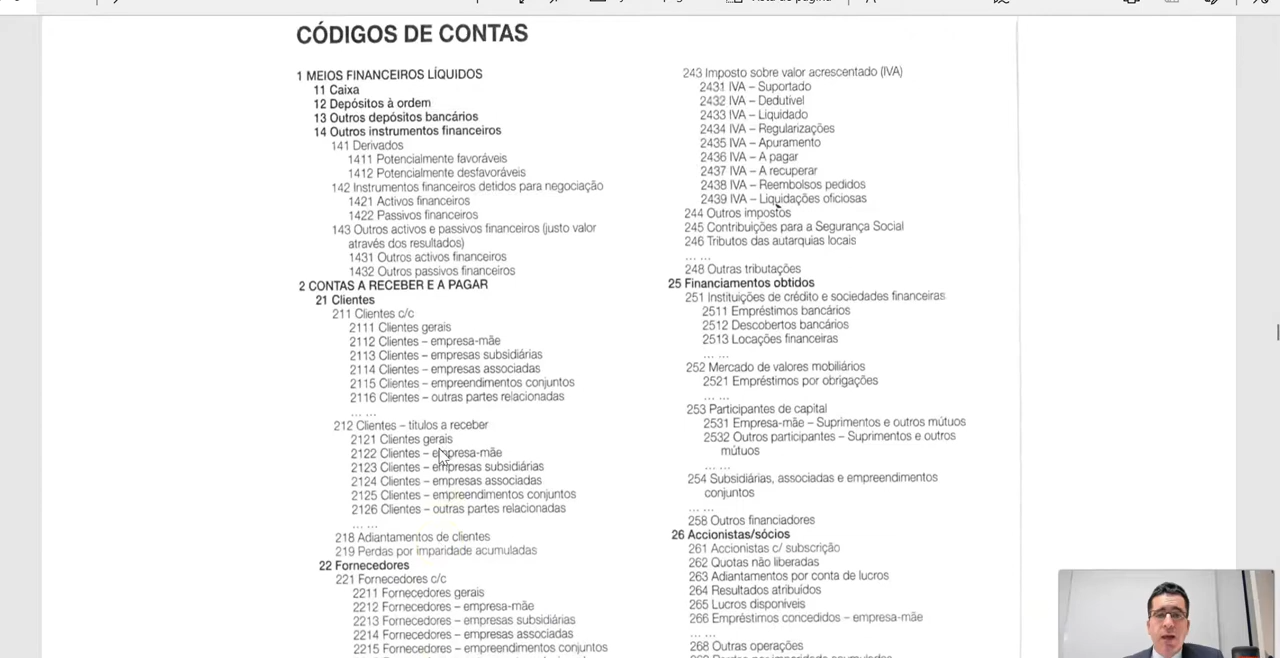 CÓDIGOS DE CONTAS
1 MEIOS FINANCEIROS LÍQUIDOS
11 Caixa
12 Depósitos à ordem
13 Outros depósitos bancários
14 Outros instrumentos financeiros
141 Derivados
1411 Potencialmente favoráveis
1412 Potencialmente desfavoráveis
142 Instrumentos financeiros detidos para negociação
1421 Activos financeiros
1422 Passivos financeiros
143 Outros activos e passivos financeiros (justo valor
através dos resultados)
1431 Outros activos financeiros
1432 Outros passivos financeiros
2 CONTAS A RECEBER E A PAGAR
21 Clientes
211 Clientes c/c
2111 Clientes gerais
2112 Clientes – empresa-mãe
2113 Clientes – empresas subsidiárias
2114 Clientes – empresas associadas
2115 Clientes – empreendimentos conjuntos
2116 Clientes – outras partes relacionadas
... ...
212 Clientes – títulos a receber
2121 Clientes gerais
2122 Clientes – empresa-mãe
2123 Clientes – empresas subsidiárias
2124 Clientes – empresas associadas
2125 Clientes – empreendimentos conjuntos
2126 Clientes – outras partes relacionadas
... ...
218 Adiantamentos de clientes
219 Perdas por imparidade acumuladas
22 Fornecedores
221 Fornecedores c/c
2211 Fornecedores gerais
2212 Fornecedores – empresa-mãe
2213 Fornecedores – empresas subsidiárias
2214 Fornecedores – empresas associadas
2215 Fornecedores – empreendimentos conjuntos
243 Imposto sobre valor acrescentado (IVA)
2431 IVA – Suportado
2432 IVA – Dedutível
2433 IVA – Liquidado
2434 IVA – Regularizações
2435 IVA – Apuramento
2436 IVA – A pagar
2437 IVA – A recuperar
2438 IVA – Reembolsos pedidos
2439 IVA – Liquidações oficiosas
244 Outros impostos
245 Contribuições para a Segurança Social
246 Tributos das autarquias locais
... ...
248 Outras tributações
25 Financiamentos obtidos
251 Instituições de crédito e sociedades financeiras
2511 Empréstimos bancários
2512 Descobertos bancários
2513 Locações financeiras
... ...
252 Mercado de valores mobiliários
2521 Empréstimos por obrigações
... ...
253 Participantes de capital
2531 Empresa-mãe – Suprimentos e outros mútuos
2532 Outros participantes – Suprimentos e outros
mútuos
... ...
254 Subsidiárias, associadas e empreendimentos
conjuntos
... ...
258 Outros financiadores
26 Accionistas/sócios
261 Accionistas c/ subscrição
262 Quotas não liberadas
263 Adiantamentos por conta de lucros
264 Resultados atribuídos
265 Lucros disponíveis
266 Empréstimos concedidos – empresa-mãe
... ...
268 Outras operações